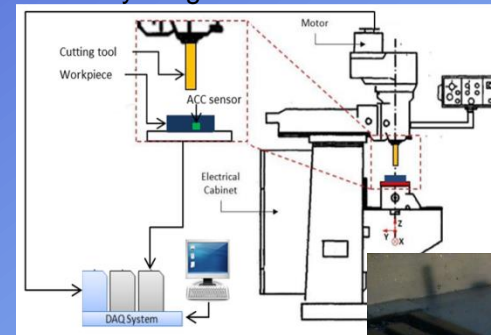 Motor
Cutting tool
Workpiece
ACC sensor
Electrical
Cabinet
Z
Y
X
DAQ System